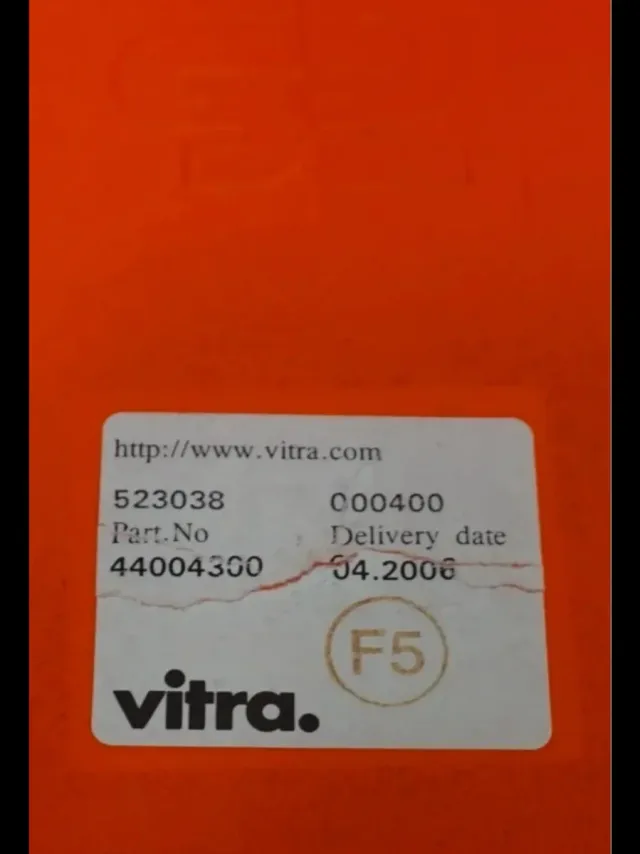 http://www.vitra.com
523038 000400
Part.No Delivery date
44004300 04.2006
F5
vitra.